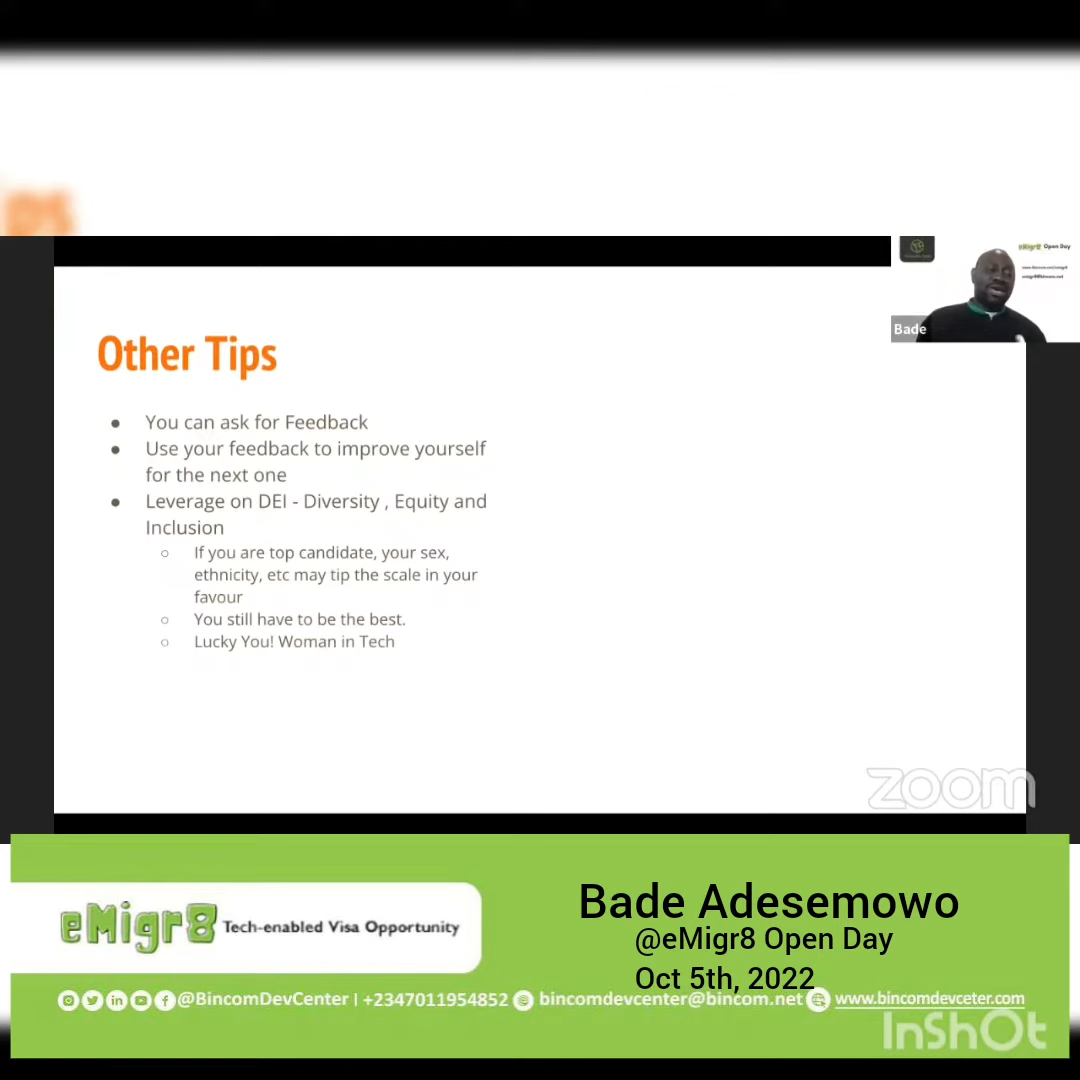 ps
eMigr8 Open Day
Bade
Other Tips
● You can ask for Feedback
● Use your feedback to improve yourself
for the next one
● Leverage on DEI - Diversity , Equity and
Inclusion
○ If you are top candidate, your sex,
ethnicity, etc may tip the scale in your
favour
○ You still have to be the best.
○ Lucky You! Woman in Tech
zoom
eMigr8 Tech-enabled Visa Opportunity
Bade Adesemowo
@eMigr8 Open Day
Oct 5th, 2022
@BincomDevCenter | +2347011954852 bincomdevcenter@bincom.net www.bincomdevceter.com
InShOt